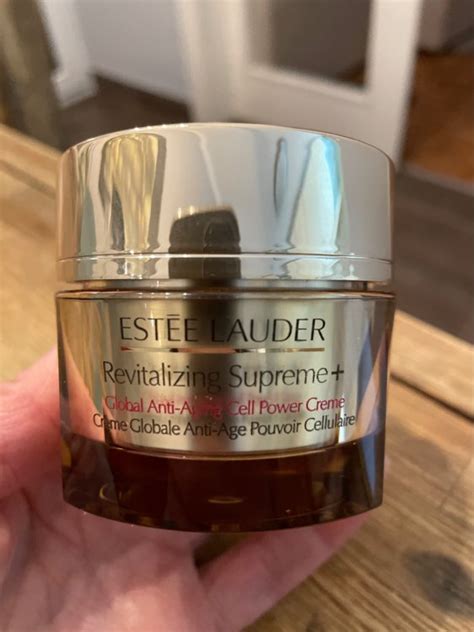 ESTĒE LAUDER
Revitalizing Supreme+
Global Anti-Aging Cell Power Creme
Crème Globale Anti-Age Pouvoir Cellulaire